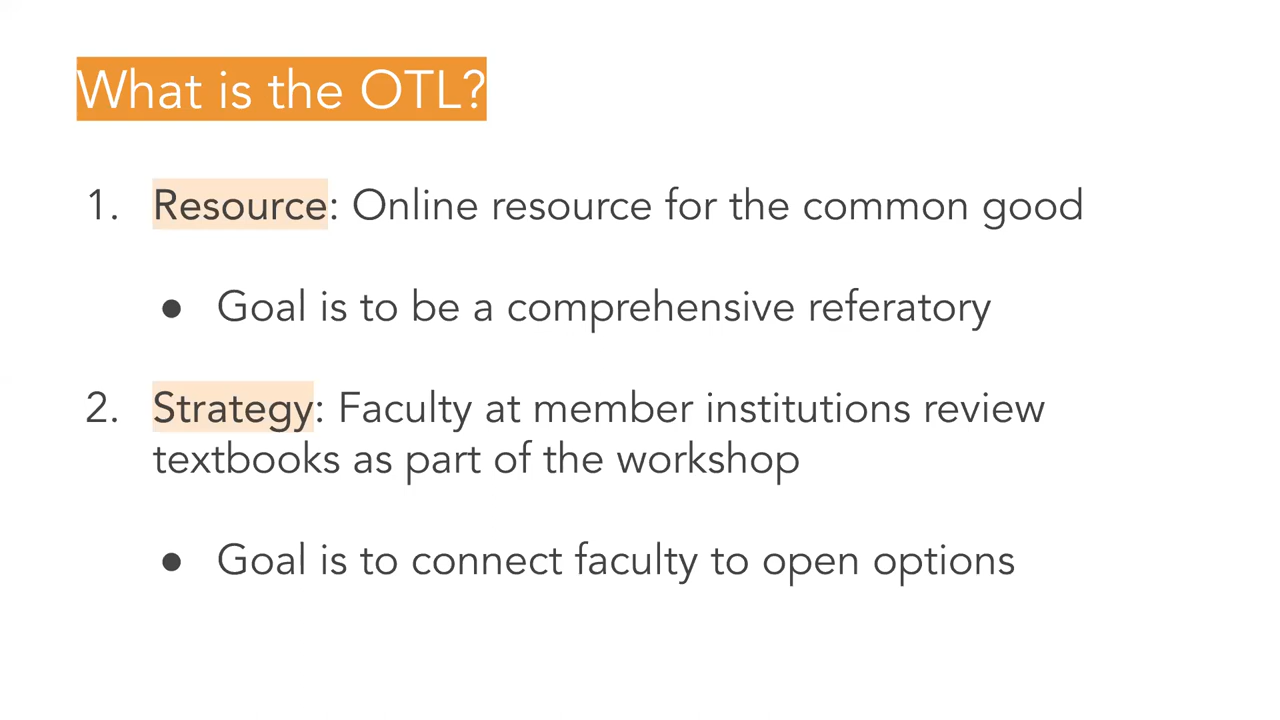 What is the OTL?
1. Resource: Online resource for the common good
● Goal is to be a comprehensive referatory
2. Strategy: Faculty at member institutions review
textbooks as part of the workshop
● Goal is to connect faculty to open options